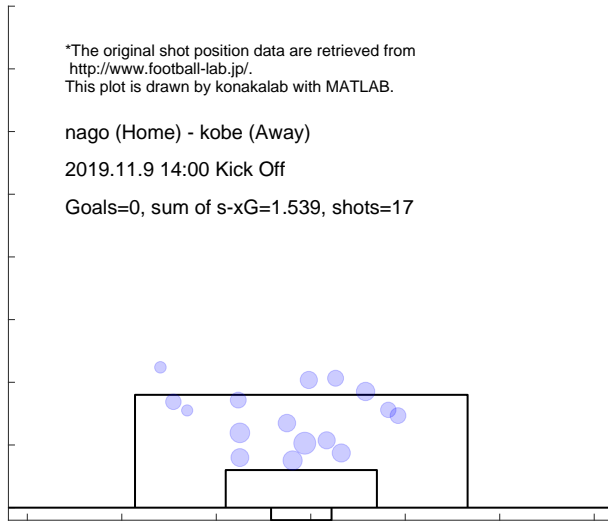 *The original shot position data are retrieved from
http://www.football-lab.jp/.
This plot is drawn by konakalab with MATLAB.
nago (Home) - kobe (Away)
2019.11.9 14:00 Kick Off
Goals=0, sum of s-xG=1.539, shots=17